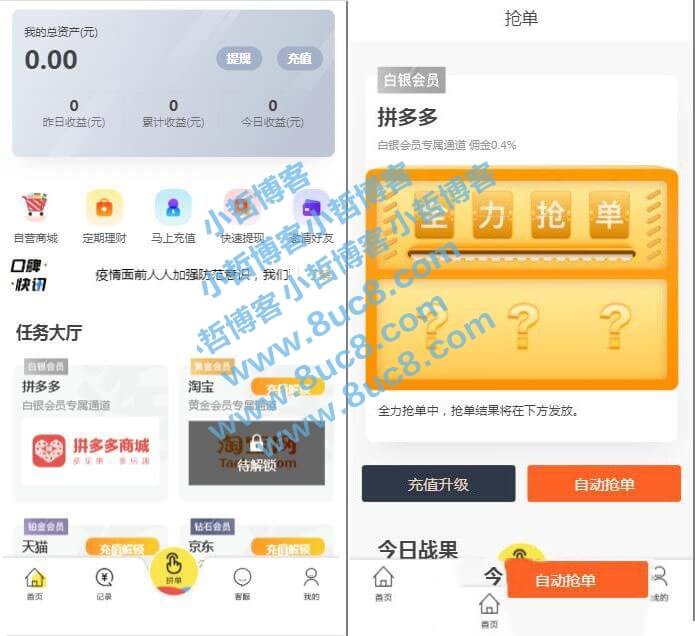 我的总资产(元)
0.00
提现
充值
0
0
0
昨日收益(元)
累计收益(元)
今日收益(元)
自营商城
定期理财
马上充值
快速提现
邀请好友
口碑
快讯
疫情面前人人加强防范意识，我们
任务大厅
白银会员
拼多多
白银会员专属通道
拼多多商城
黄金会员
淘宝
充值解锁
黄金会员专属通道
淘宝网
待解锁
铂金会员
天猫
充值解锁
钻石会员
京东
充值解锁
首页
记录
拼单
客服
我的
抢单
白银会员
拼多多
白银会员专属通道 佣金0.4%
全力抢单
? ? ?
全力抢单中，抢单结果将在下方发放。
充值升级
自动抢单
今日战果
首页
今
首页
自动抢单
我的
小哲博客小哲博客
哲博客小哲博客
www.8uc8.com
www.8uc8.com